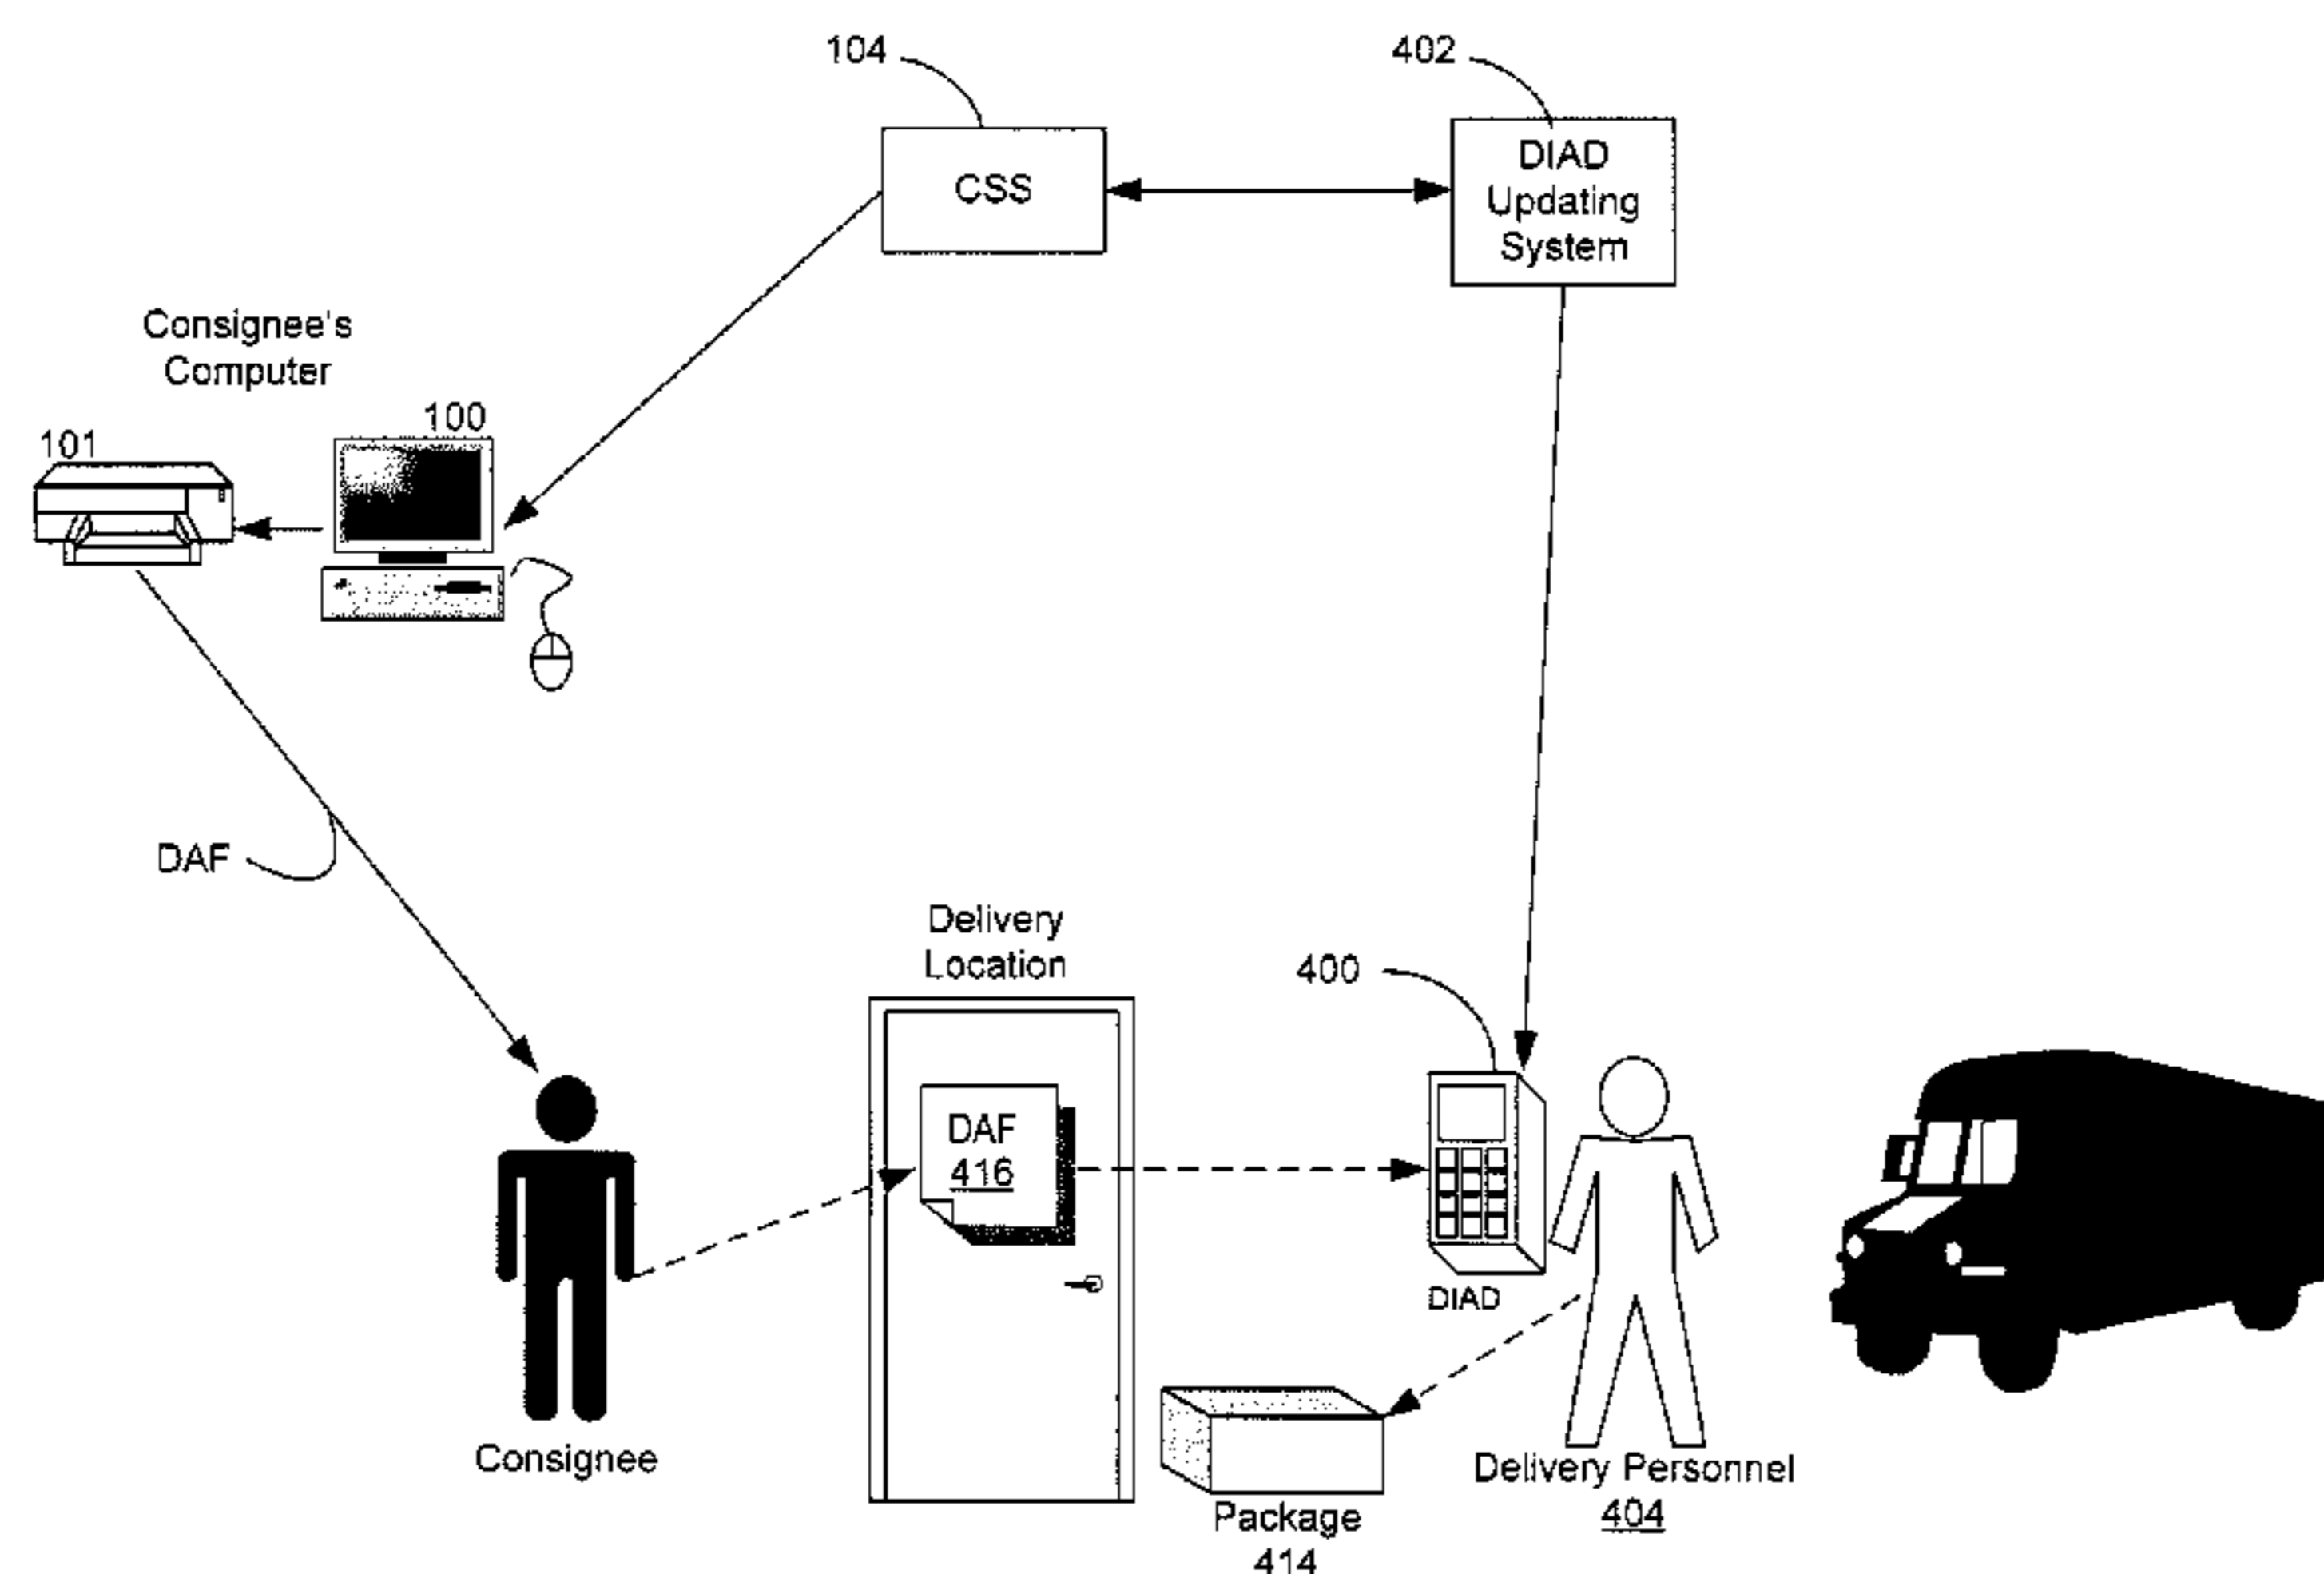 104
402
CSS
DIAD
Updating
System
Consignee's
Computer
100
101
DAF
Delivery
Location
400
DAF
416
DIAD
Consignee
Delivery Personnel
404
Package
414